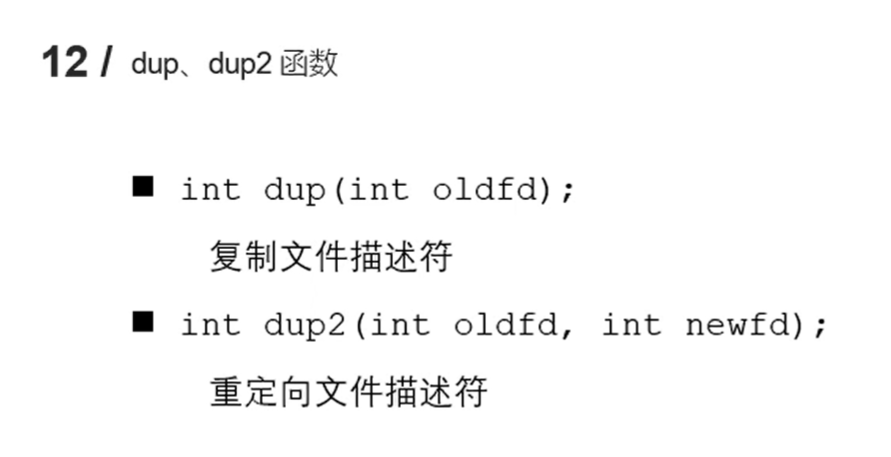 12 / dup、dup2 函数
■ int dup(int oldfd);
复制文件描述符
■ int dup2(int oldfd, int newfd);
重定向文件描述符